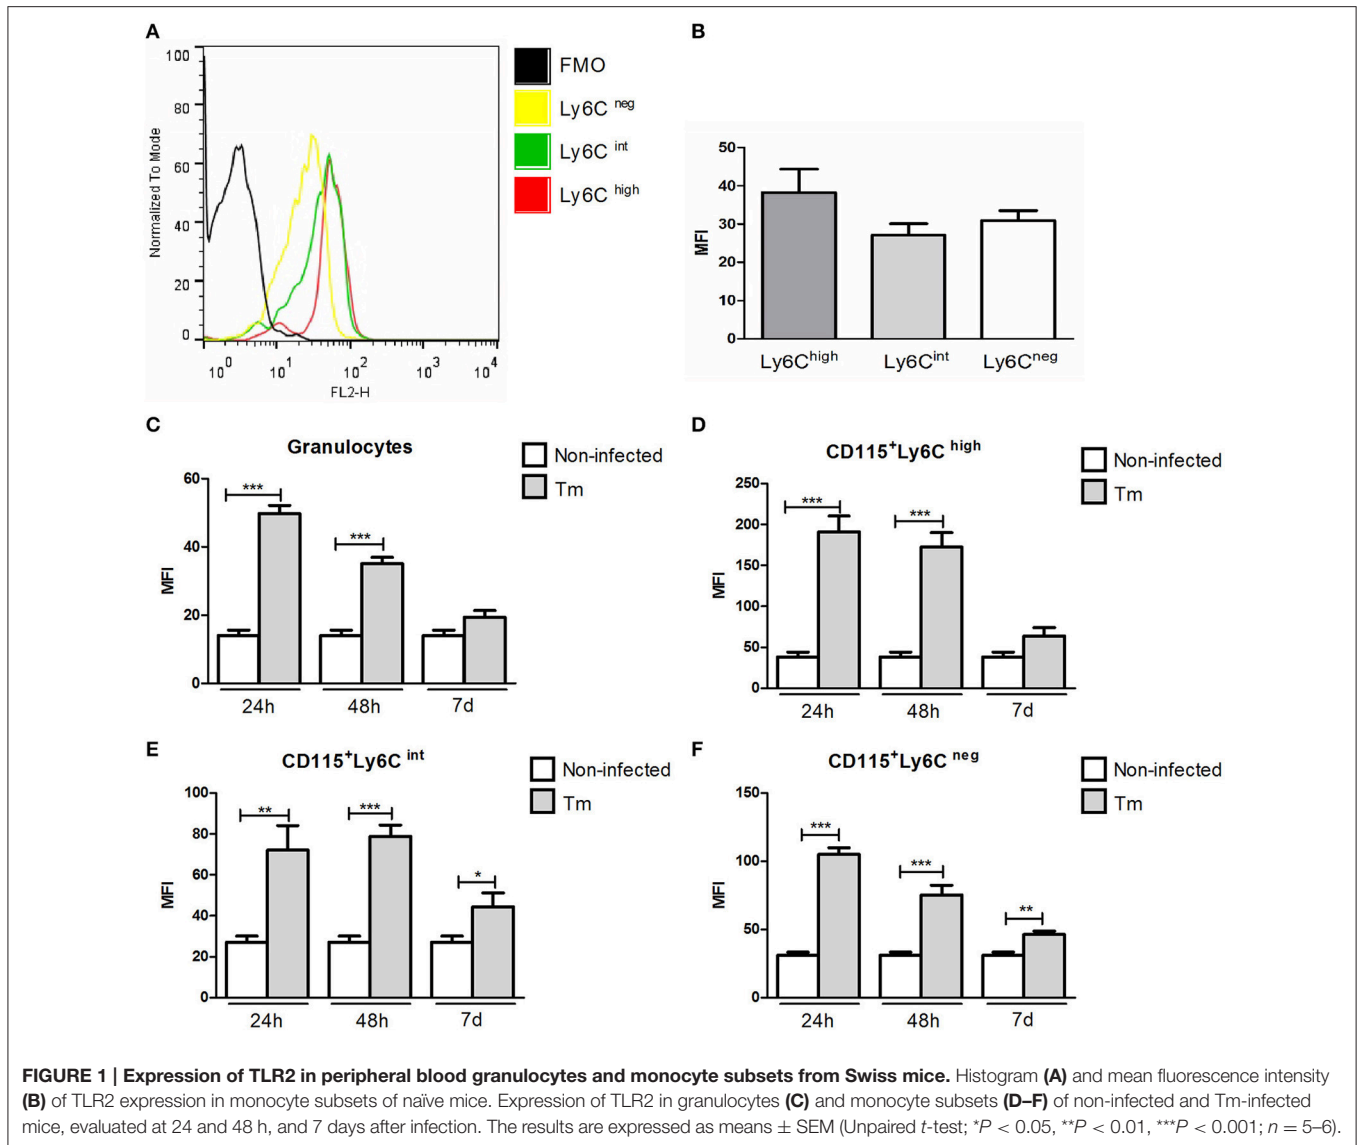 A
100
80
60
40
20
0
Normalized To Mode
10^0 10^1 10^2 10^3 10^4
FL2-H
FMO
Ly6C neg
Ly6C int
Ly6C high
B
50
40
30
20
10
0
MFI
Ly6Chigh Ly6Cint Ly6Cneg
C
Granulocytes
Non-infected
Tm
60
40
20
0
MFI
***
***
24h 48h 7d
D
CD115+Ly6C high
Non-infected
Tm
250
200
150
100
50
0
MFI
***
***
24h 48h 7d
E
CD115+Ly6C int
Non-infected
Tm
100
80
60
40
20
0
MFI
**
***
*
24h 48h 7d
F
CD115+Ly6C neg
Non-infected
Tm
150
100
50
0
MFI
***
***
**
24h 48h 7d
FIGURE 1 | Expression of TLR2 in peripheral blood granulocytes and monocyte subsets from Swiss mice. Histogram (A) and mean fluorescence intensity
(B) of TLR2 expression in monocyte subsets of naïve mice. Expression of TLR2 in granulocytes (C) and monocyte subsets (D–F) of non-infected and Tm-infected
mice, evaluated at 24 and 48 h, and 7 days after infection. The results are expressed as means ± SEM (Unpaired t-test; *P < 0.05, **P < 0.01, ***P < 0.001; n = 5–6).